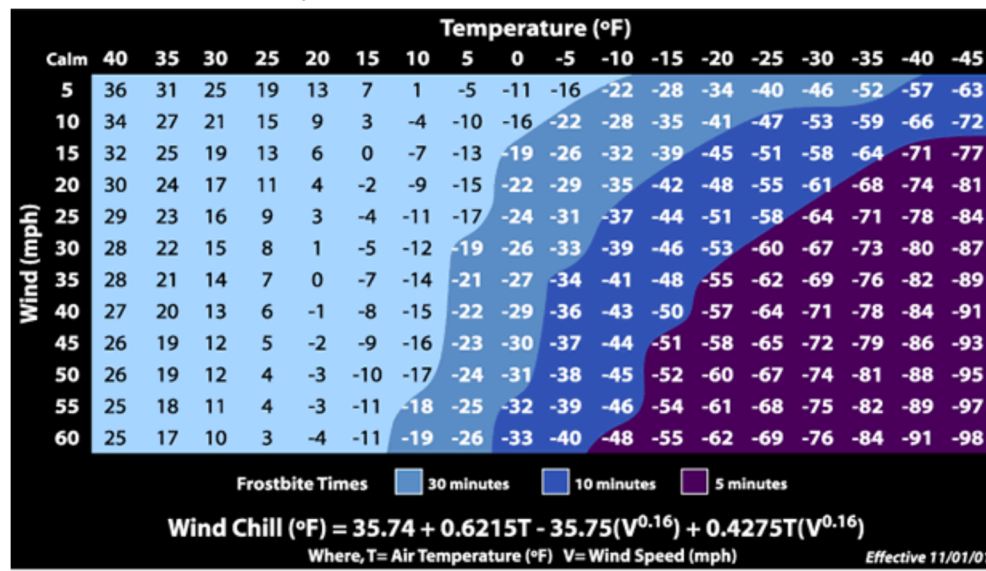 Temperature (ºF)
Calm 40 35 30 25 20 15 10 5 0 -5 -10 -15 -20 -25 -30 -35 -40 -45
5 36 31 25 19 13 7 1 -5 -11 -16 -22 -28 -34 -40 -46 -52 -57 -63
10 34 27 21 15 9 3 -4 -10 -16 -22 -28 -35 -41 -47 -53 -59 -66 -72
15 32 25 19 13 6 0 -7 -13 -19 -26 -32 -39 -45 -51 -58 -64 -71 -77
20 30 24 17 11 4 -2 -9 -15 -22 -29 -35 -42 -48 -55 -61 -68 -74 -81
25 29 23 16 9 3 -4 -11 -17 -24 -31 -37 -44 -51 -58 -64 -71 -78 -84
30 28 22 15 8 1 -5 -12 -19 -26 -33 -39 -46 -53 -60 -67 -73 -80 -87
35 28 21 14 7 0 -7 -14 -21 -27 -34 -41 -48 -55 -62 -69 -76 -82 -89
40 27 20 13 6 -1 -8 -15 -22 -29 -36 -43 -50 -57 -64 -71 -78 -84 -91
45 26 19 12 5 -2 -9 -16 -23 -30 -37 -44 -51 -58 -65 -72 -79 -86 -93
50 26 19 12 4 -3 -10 -17 -24 -31 -38 -45 -52 -60 -67 -74 -81 -88 -95
55 25 18 11 4 -3 -11 -18 -25 -32 -39 -46 -54 -61 -68 -75 -82 -89 -97
60 25 17 10 3 -4 -11 -19 -26 -33 -40 -48 -55 -62 -69 -76 -84 -91 -98
Wind (mph)
Frostbite Times 30 minutes 10 minutes 5 minutes
Wind Chill (ºF) = 35.74 + 0.6215T - 35.75(V^0.16) + 0.4275T(V^0.16)
Where, T= Air Temperature (ºF) V= Wind Speed (mph) Effective 11/01/01